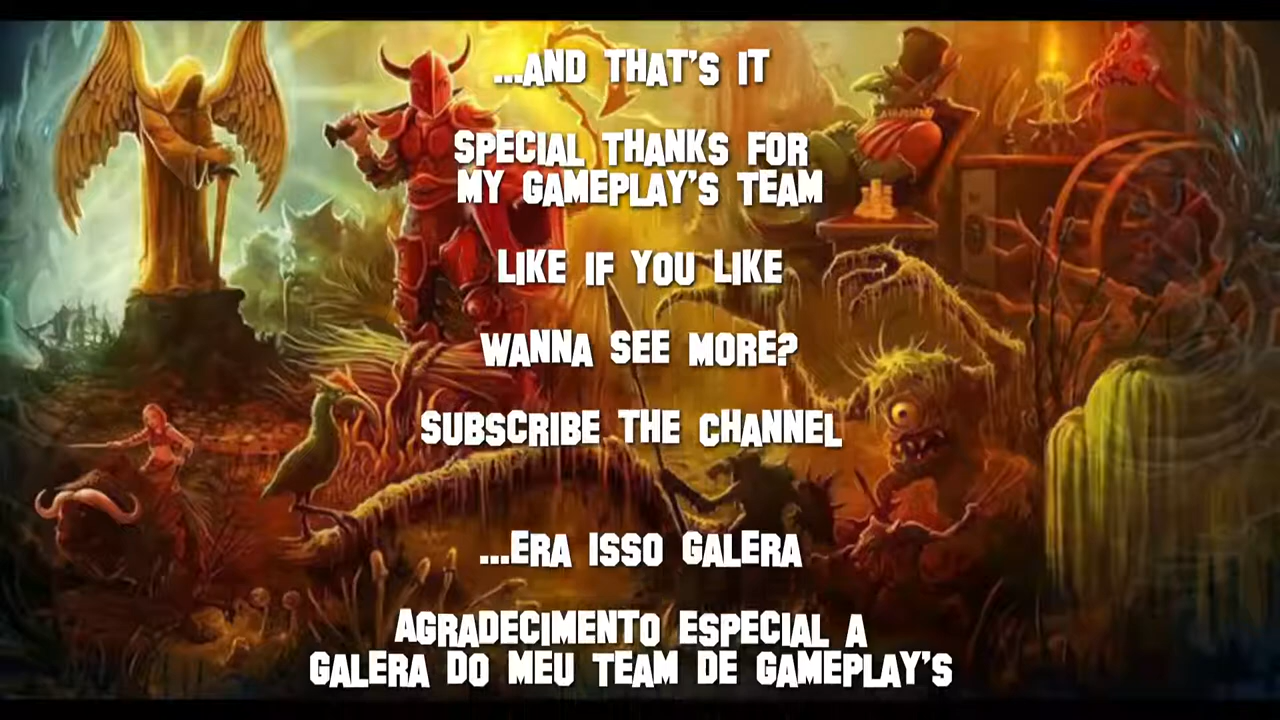 ...AND THAT'S IT
SPECIAL THANKS FOR
MY GAMEPLAY'S TEAM
LIKE IF YOU LIKE
WANNA SEE MORE?
SUBSCRIBE THE CHANNEL
...ERA ISSO GALERA
AGRADECIMENTO ESPECIAL A
GALERA DO MEU TEAM DE GAMEPLAY'S